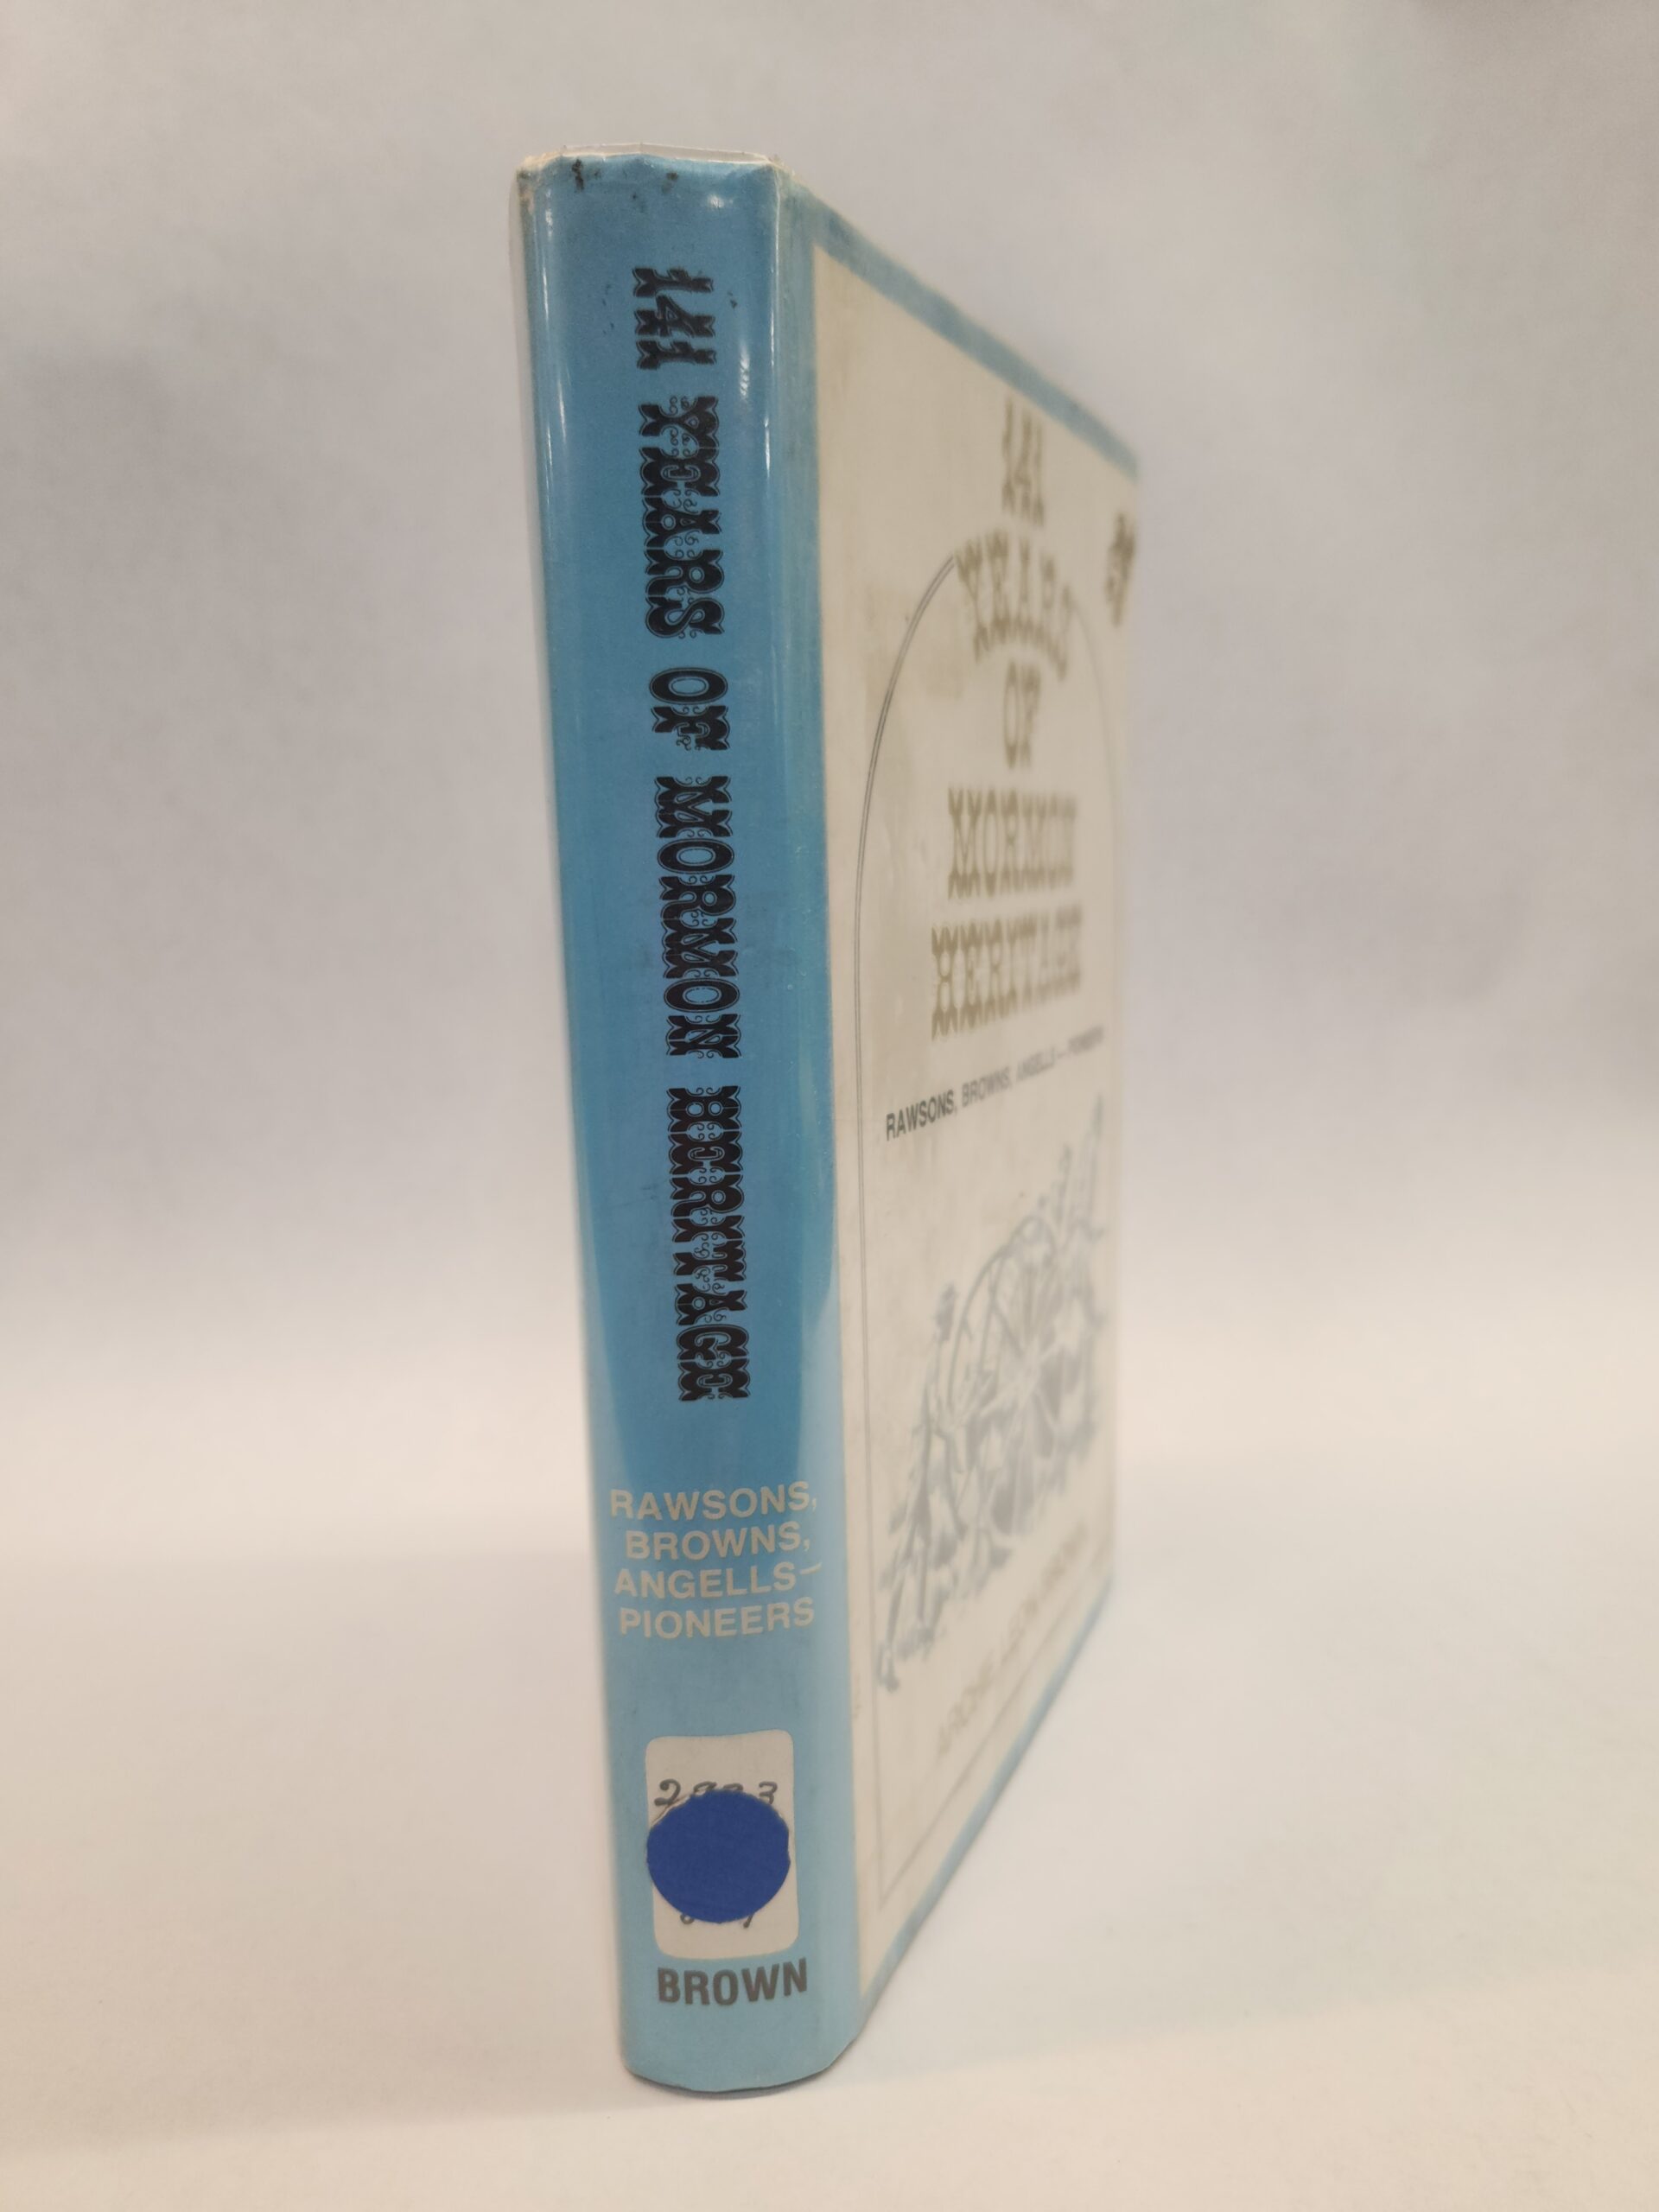 141 YEARS OF MORMON HERITAGE
RAWSONS,
BROWNS,
ANGELLS—
PIONEERS
BROWN
141
YEARS
OF
MORMON
HERITAGE
RAWSONS, BROWNS, ANGELLS— PIONEERS